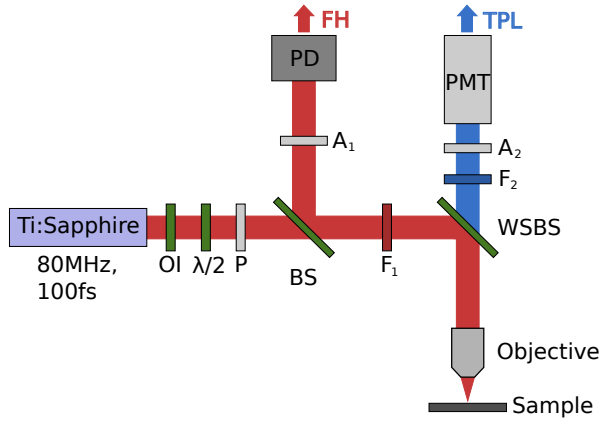 FH
TPL
PD
PMT
A₁
A₂
F₂
Ti:Sapphire
WSBS
80MHz,
100fs
OI
λ/2
P
BS
F₁
Objective
Sample